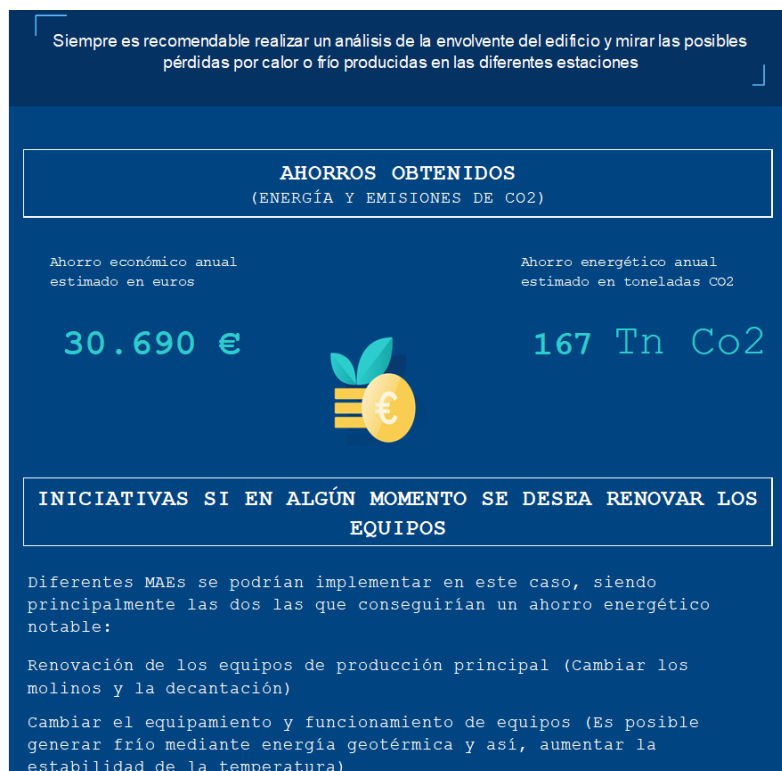 Siempre es recomendable realizar un análisis de la envolvente del edificio y mirar las posibles
pérdidas por calor o frío producidas en las diferentes estaciones
AHORROS OBTENIDOS
(ENERGÍA Y EMISIONES DE CO2)
Ahorro económico anual
estimado en euros
30.690 €
Ahorro energético anual
estimado en toneladas CO2
167 Tn Co2
€
INICIATIVAS SI EN ALGÚN MOMENTO SE DESEA RENOVAR LOS
EQUIPOS
Diferentes MAEs se podrían implementar en este caso, siendo
principalmente las dos las que conseguirían un ahorro energético
notable:
Renovación de los equipos de producción principal (Cambiar los
molinos y la decantación)
Cambiar el equipamiento y funcionamiento de equipos (Es posible
generar frío mediante energía geotérmica y así, aumentar la
estabilidad de la temperatura)